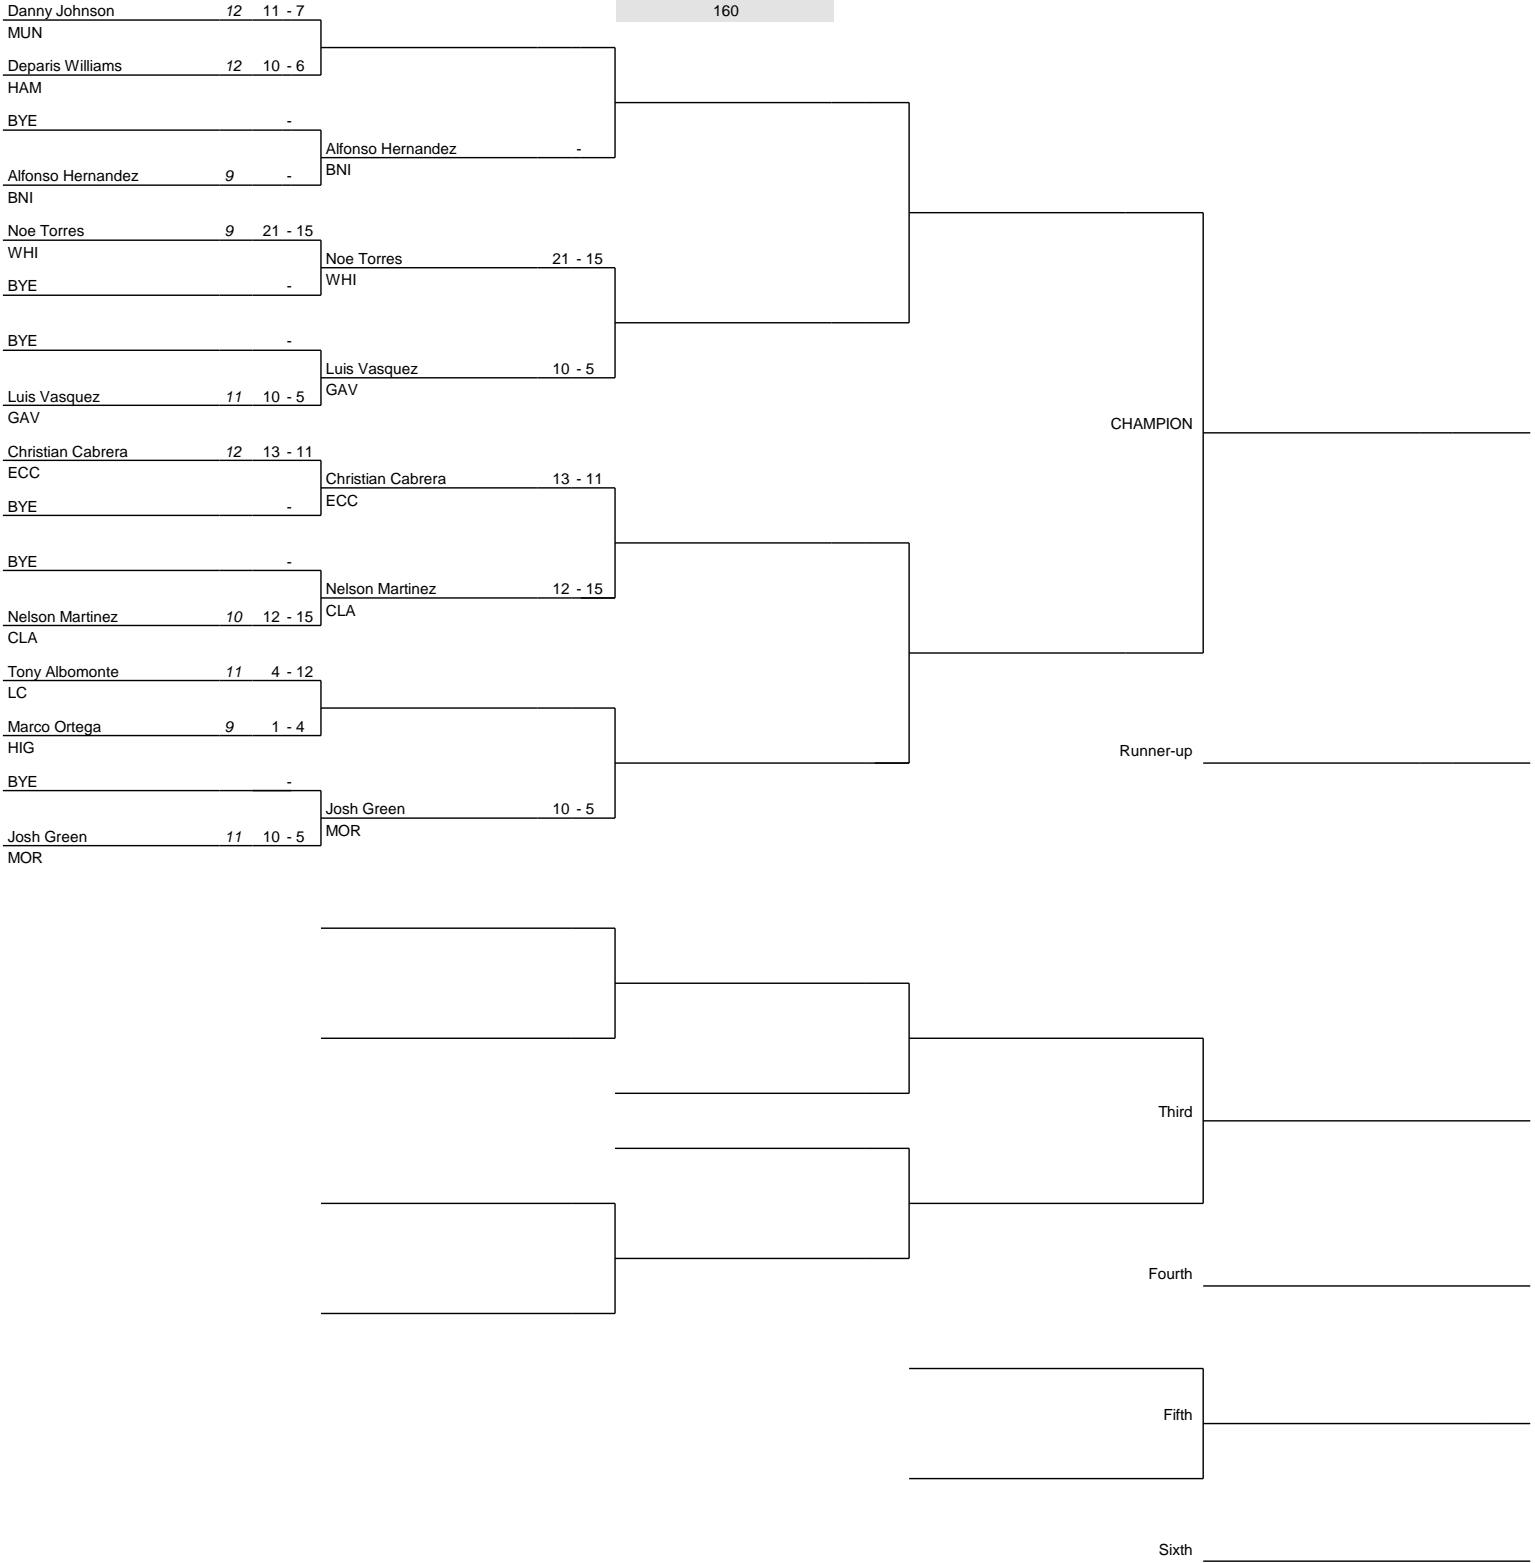 Danny Johnson 12 11 - 7
160
MUN
Deparis Williams 12 10 - 6
HAM
BYE -
Alfonso Hernandez -
BNI
Alfonso Hernandez 9 -
BNI
Noe Torres 9 21 - 15
WHI
Noe Torres 21 - 15
WHI
BYE -
BYE -
Luis Vasquez 10 - 5
GAV
Luis Vasquez 11 10 - 5
GAV
CHAMPION
Christian Cabrera 12 13 - 11
ECC
Christian Cabrera 13 - 11
ECC
BYE -
BYE -
Nelson Martinez 12 - 15
CLA
Nelson Martinez 10 12 - 15
CLA
Tony Albomonte 11 4 - 12
LC
Marco Ortega 9 1 - 4
HIG
Runner-up
BYE -
Josh Green 10 - 5
MOR
Josh Green 11 10 - 5
MOR
Third
Fourth
Fifth
Sixth